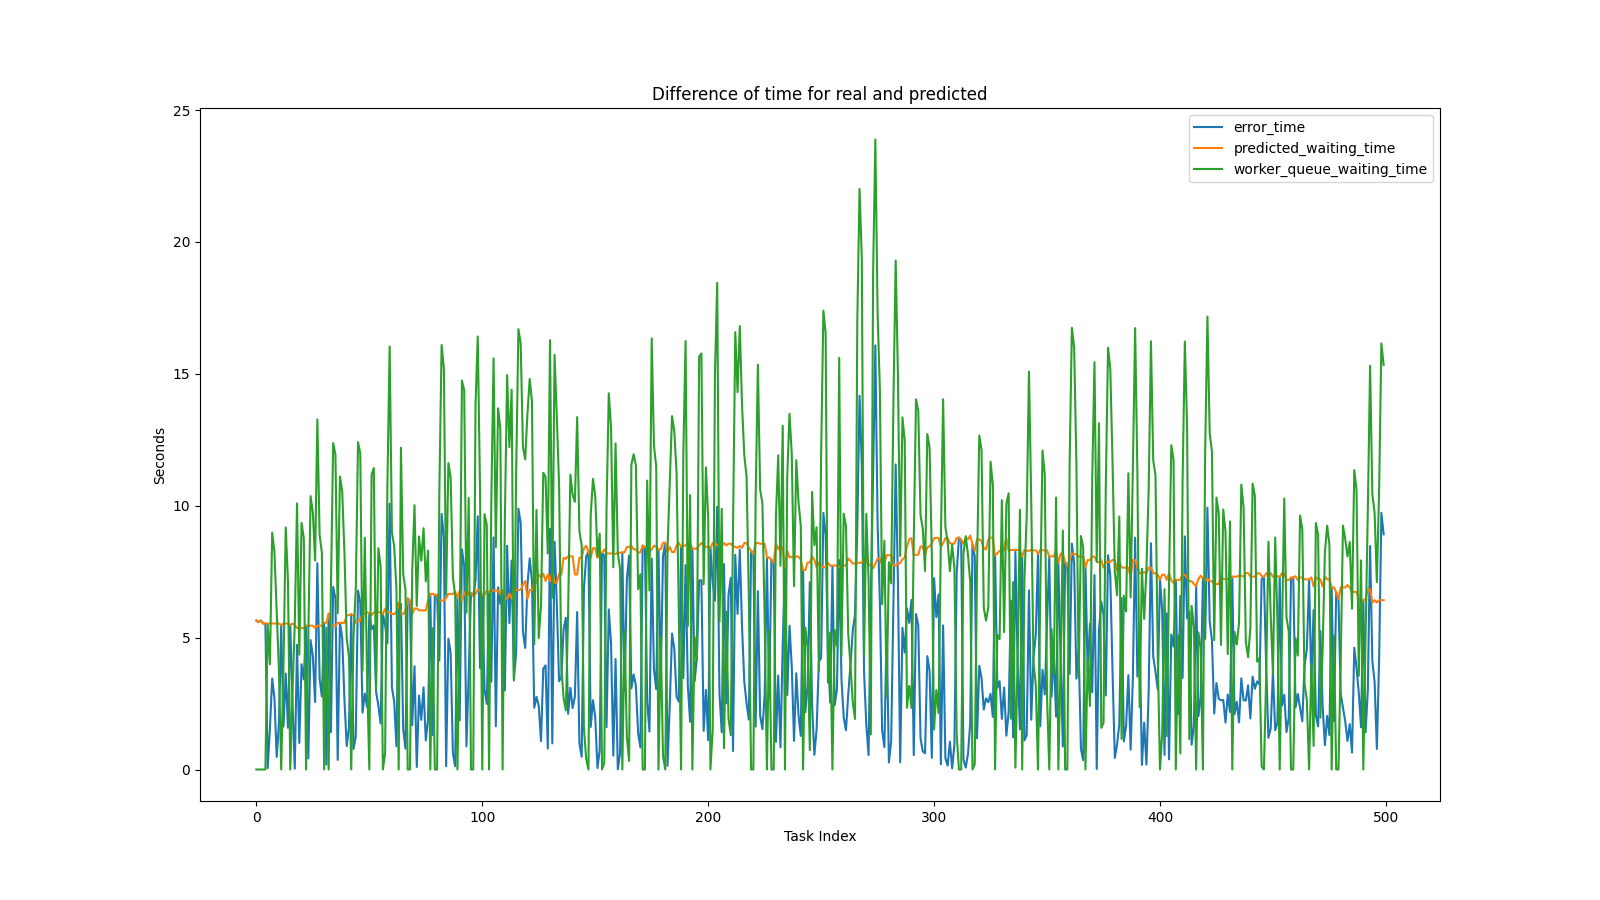 Difference of time for real and predicted
25
20
15
10
5
0
Seconds
error_time
predicted_waiting_time
worker_queue_waiting_time
0 100 200 300 400 500
Task Index